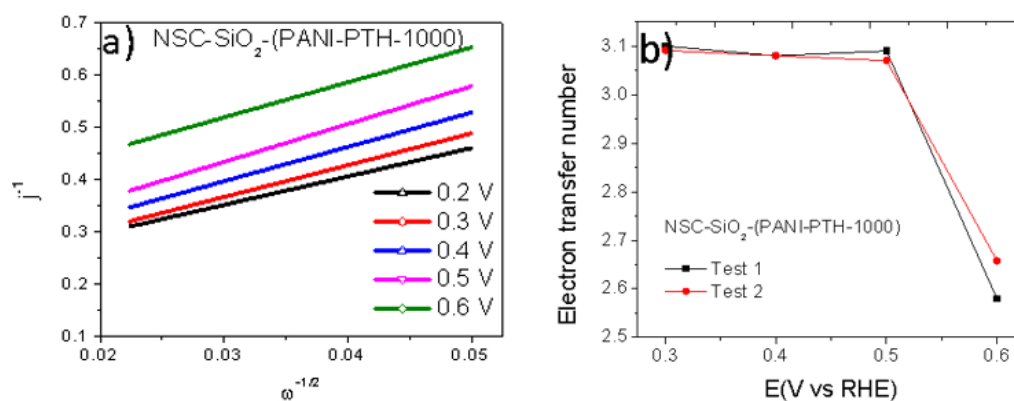 a)
NSC-SiO2-(PANI-PTH-1000)
j-1
0.7
0.6
0.5
0.4
0.3
0.2
0.1
0.2 V
0.3 V
0.4 V
0.5 V
0.6 V
0.02 0.03 0.04 0.05
ω-1/2
b)
Electron transfer number
3.1
3.0
2.9
2.8
2.7
2.6
2.5
NSC-SiO2-(PANI-PTH-1000)
Test 1
Test 2
0.3 0.4 0.5 0.6
E(V vs RHE)